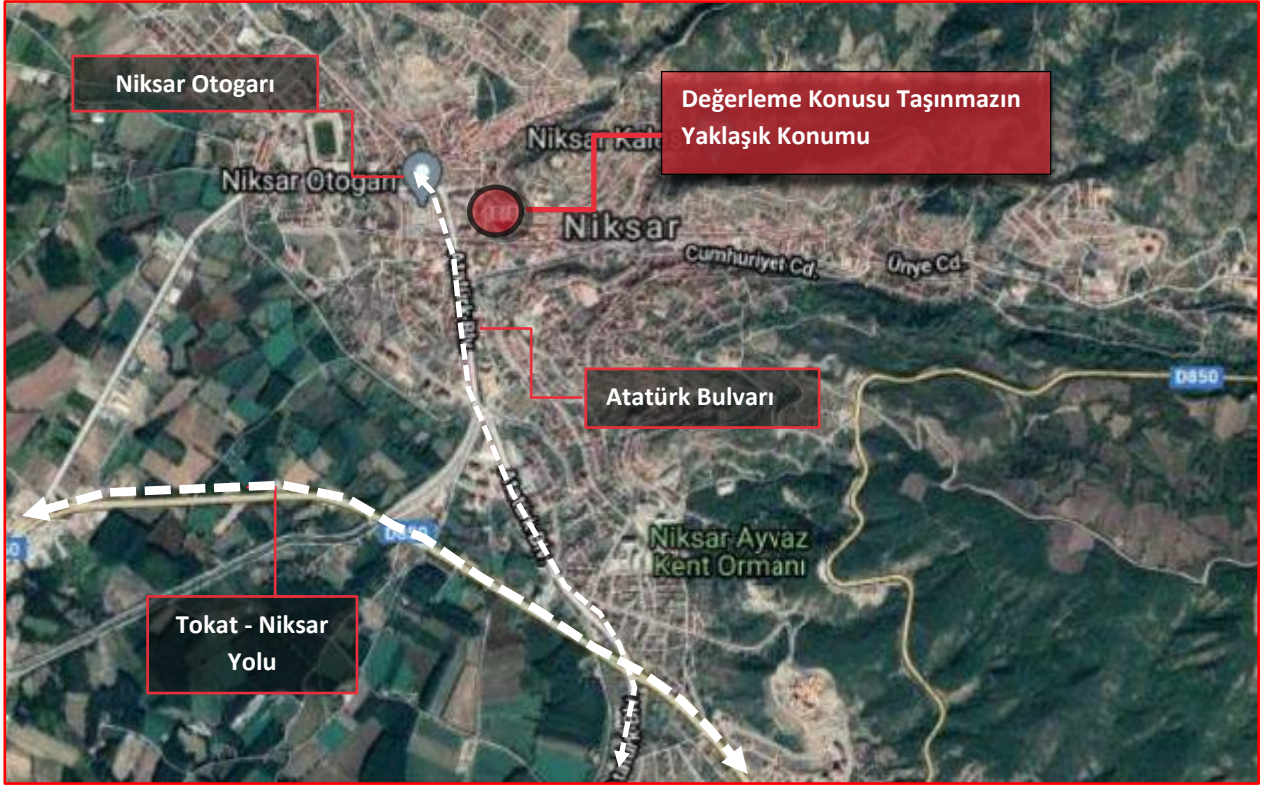 Niksar Otogarı
Değerleme Konusu Taşınmazın
Yaklaşık Konumu
Niksar
Niksar Otogarı
Niksar
Cumhuriyet Cd.
Ünye Cd.
D850
Atatürk Bulvarı
Niksar Ayvaz
Kent Ormanı
Tokat - Niksar
Yolu